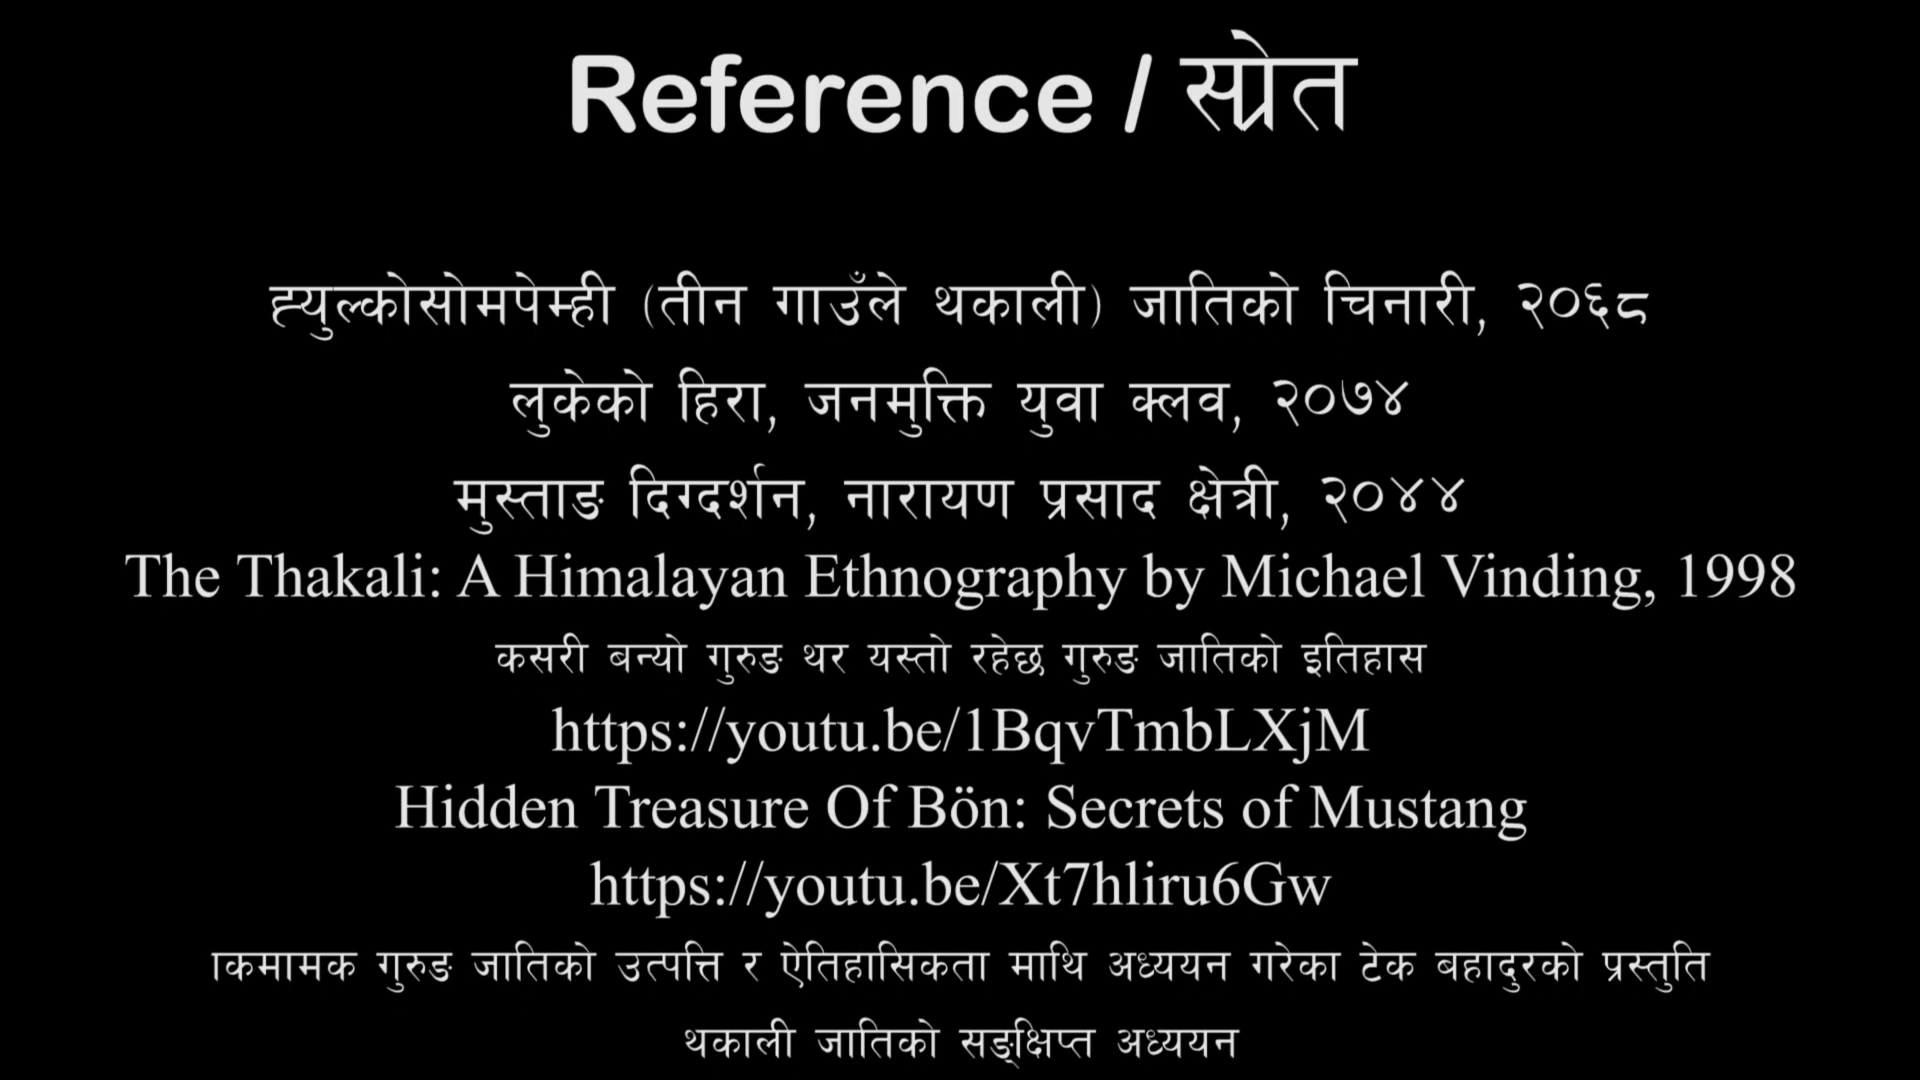 Reference / स्रोत
ह्युल्कोसोमपेम्ही (तीन गाउँले थकाली) जातिको चिनारी, २०६८
लुकेको हिरा, जनमुक्ति युवा क्लव, २०७४
मुस्ताङ दिग्दर्शन, नारायण प्रसाद क्षेत्री, २०४४
The Thakali: A Himalayan Ethnography by Michael Vinding, 1998
कसरी बन्यो गुरुङ थर यस्तो रहेछ गुरुङ जातिको इतिहास
https://youtu.be/1BqvTmbLXjM
Hidden Treasure Of Bön: Secrets of Mustang
https://youtu.be/Xt7hliru6Gw
ाकमामक गुरुङ जातिको उत्पत्ति र ऐतिहासिकता माथि अध्ययन गरेका टेक बहादुरको प्रस्तुति
थकाली जातिको सङ्क्षिप्त अध्ययन